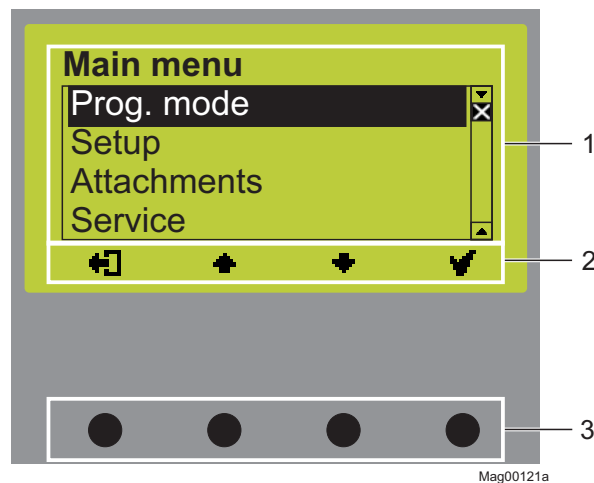 Main menu
Prog. mode
Setup
Attachments
Service
1
2
3
Mag00121a